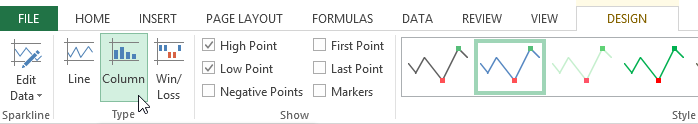 FILE HOME INSERT PAGE LAYOUT FORMULAS DATA REVIEW VIEW DESIGN
Edit
Data
Sparkline
Line
Column
Win/
Loss
Type
High Point
Low Point
Negative Points
First Point
Last Point
Markers
Show
Style